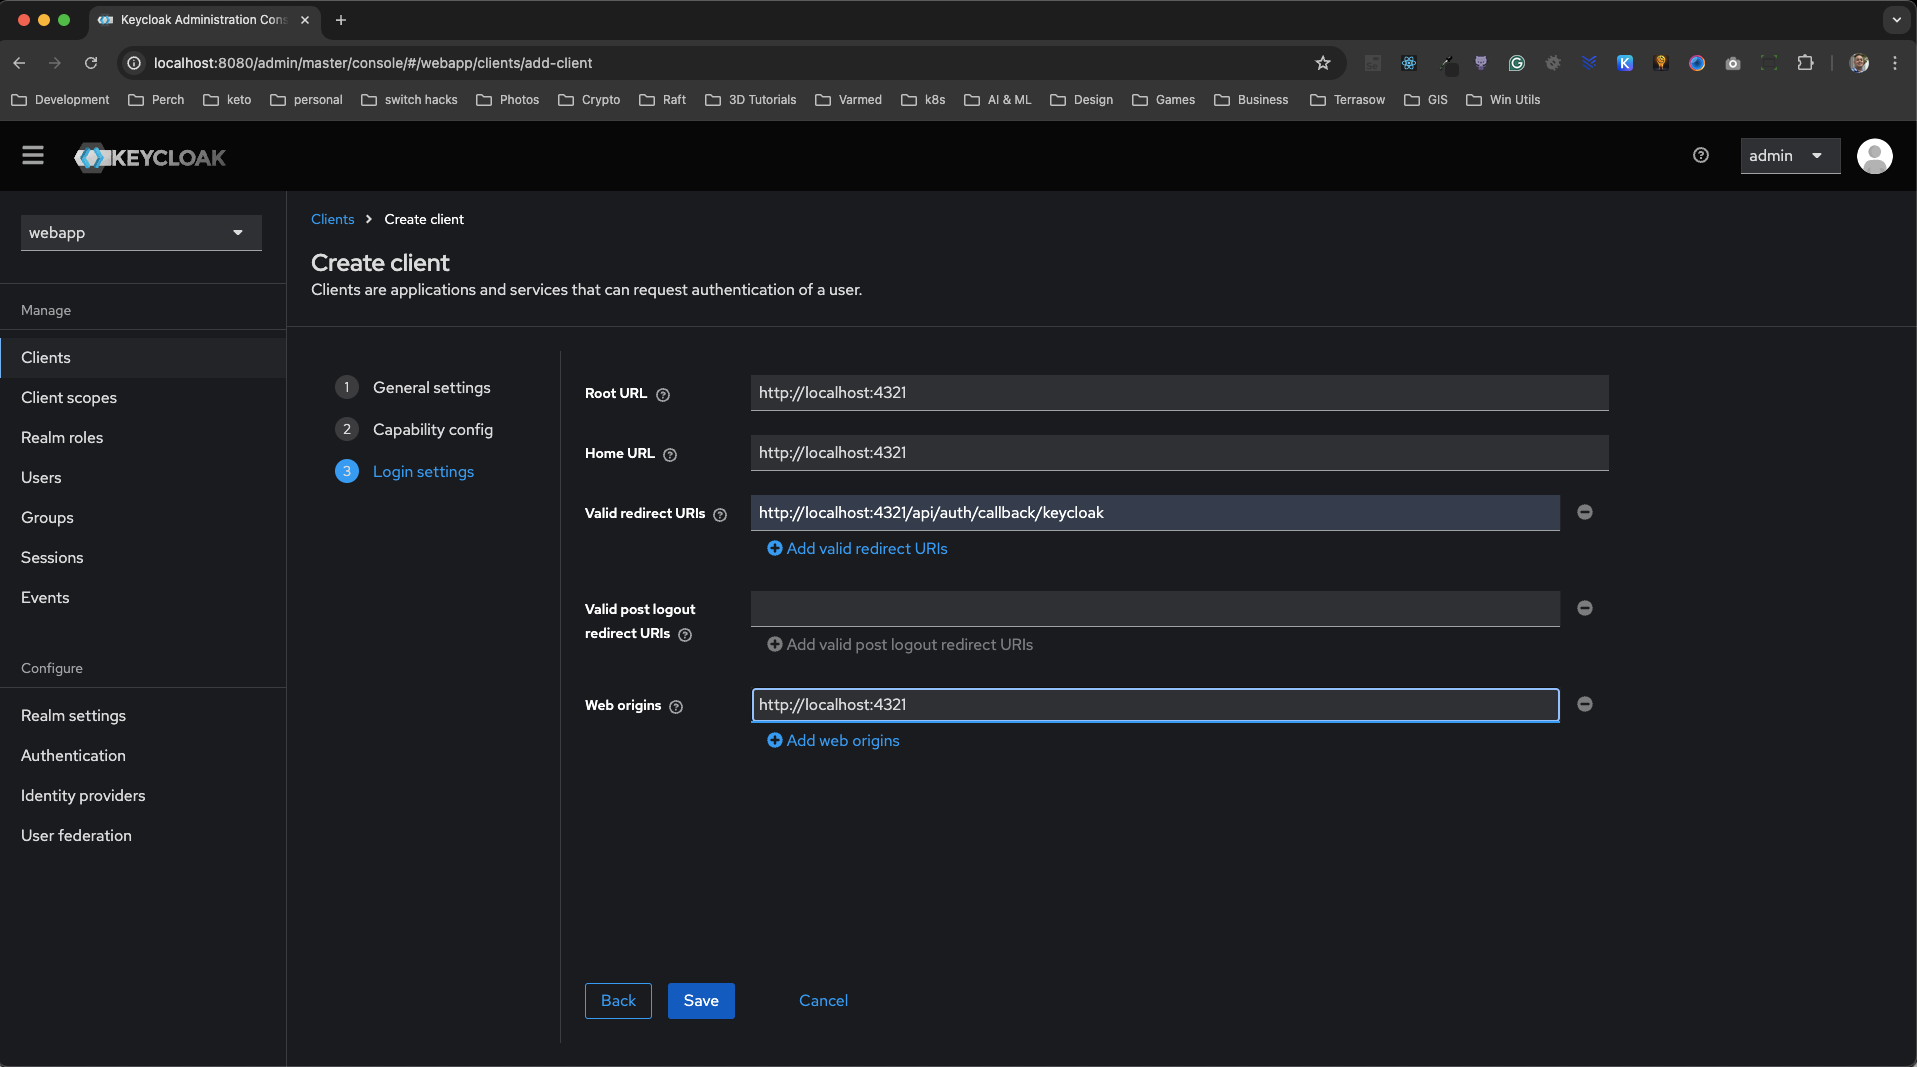 Keycloak Administration Cons
localhost:8080/admin/master/console/#/webapp/clients/add-client
Development Perch keto personal switch hacks Photos Crypto Raft 3D Tutorials Varmed k8s AI & ML Design Games Business Terrasow GIS Win Utils
KEYCLOAK
admin
webapp
Manage
Clients
Client scopes
Realm roles
Users
Groups
Sessions
Events
Configure
Realm settings
Authentication
Identity providers
User federation
Clients > Create client
Create client
Clients are applications and services that can request authentication of a user.
1 General settings
2 Capability config
3 Login settings
Root URL
http://localhost:4321
Home URL
http://localhost:4321
Valid redirect URIs
http://localhost:4321/api/auth/callback/keycloak
Add valid redirect URIs
Valid post logout
redirect URIs
Add valid post logout redirect URIs
Web origins
http://localhost:4321
Add web origins
Back Save Cancel